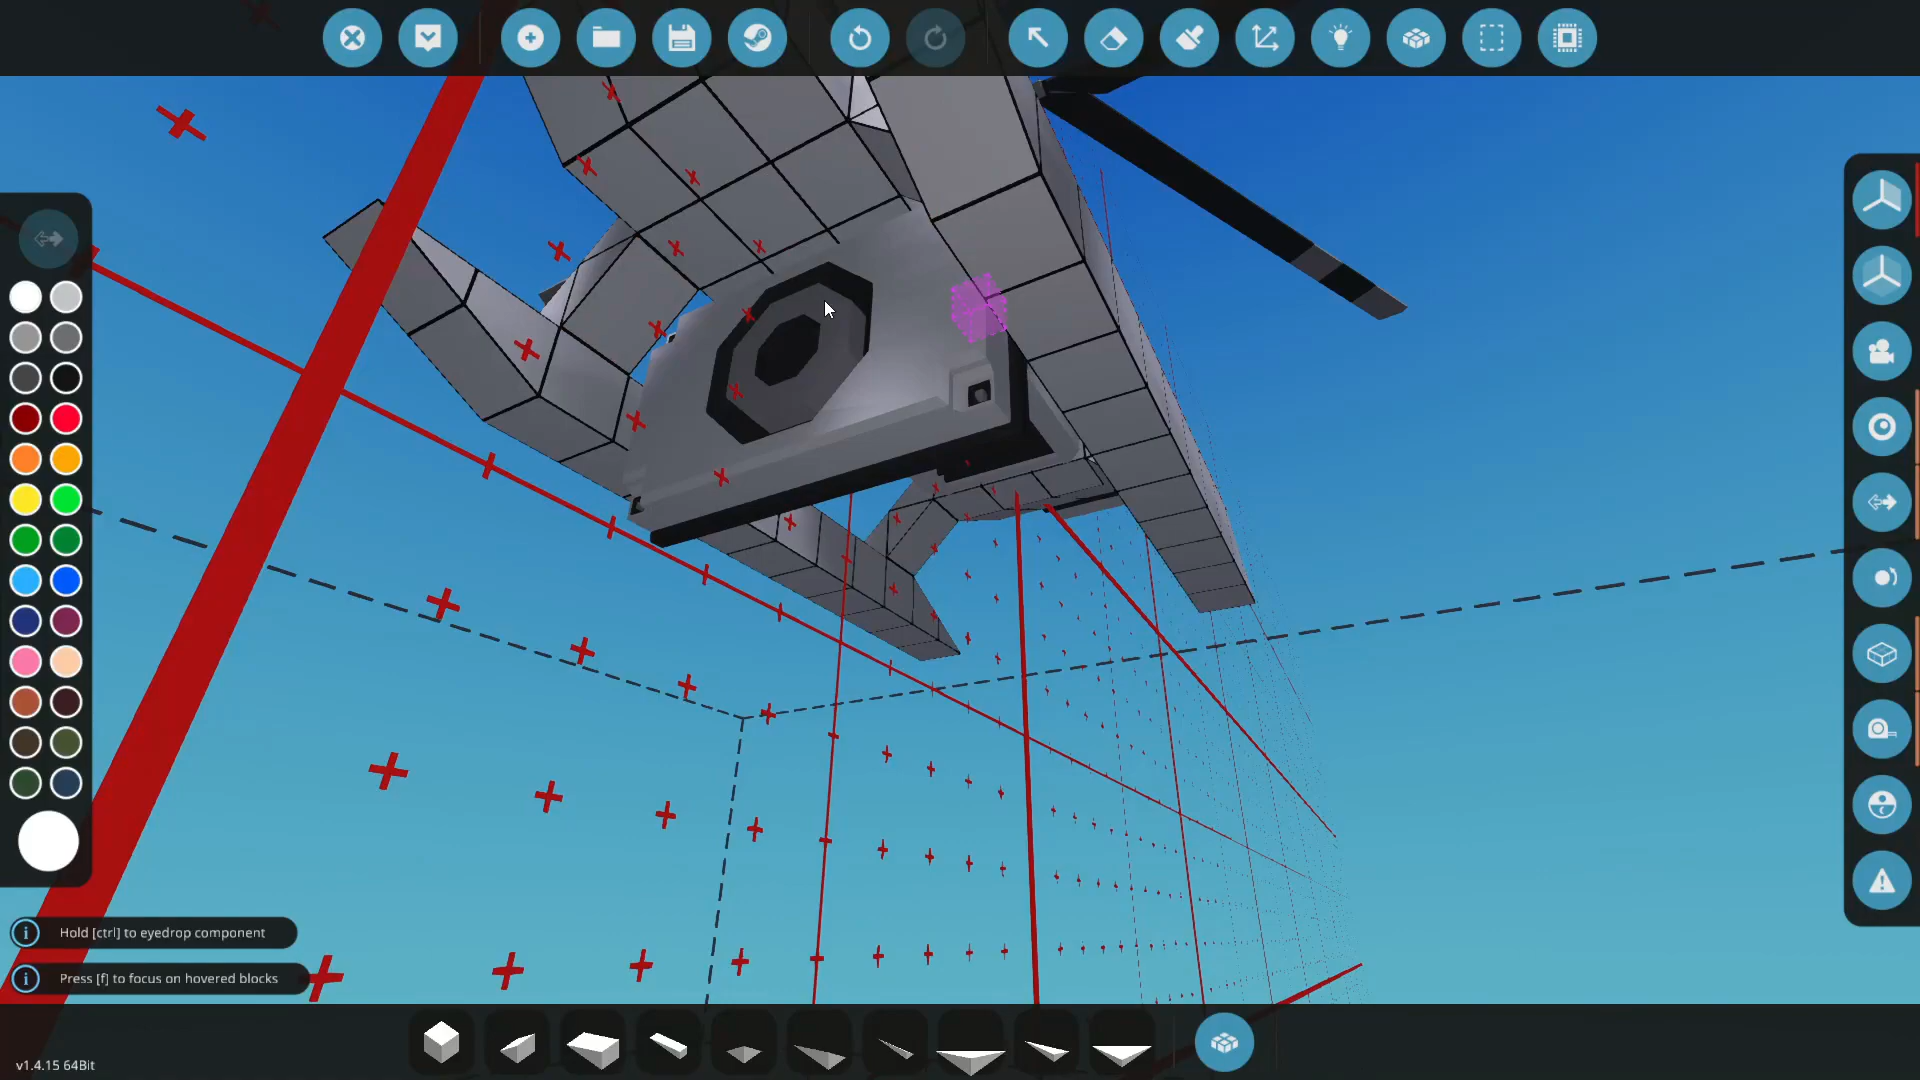 Hold [ctrl] to eyedrop component
Press [f] to focus on hovered blocks
v1.4.15 64Bit